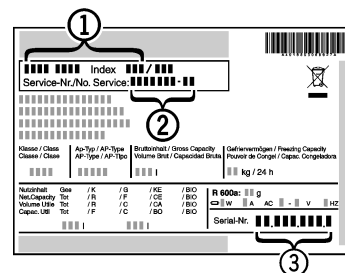 1
Index /
Service-Nr./No. Service: -
2
Klasse / Class
Classe / Clase
Ap-Typ / AP-Type
AP-Type / AP-Tipo
Bruttoinhalt / Gross Capacity
Volume Brut / Capacidad Bruta
Gefriervermögen / Freezing Capacity
Pouvoir de Congel / Capac. Congeladora
l
kg / 24 h
Nutzinhalt Ges / K / G / KE / BIO
Net.Capacity Tot / R / F / CE / BIO
Volume Utile Tot / R / C / CA / BIO
Capac. Util Tot / F / C / BO / BIO
l l
R 600a: g
W A AC - V HZ
Serial-Nr. . .
3